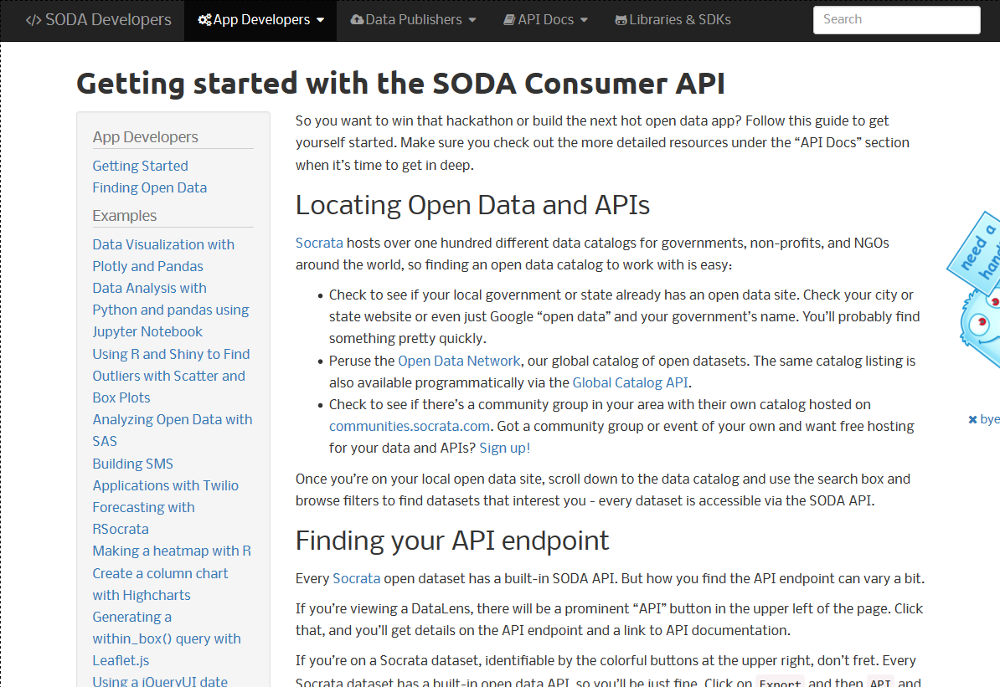 </> SODA Developers App Developers Data Publishers API Docs Libraries & SDKs Search
Getting started with the SODA Consumer API
App Developers
Getting Started
Finding Open Data
Examples
Data Visualization with
Plotly and Pandas
Data Analysis with
Python and pandas using
Jupyter Notebook
Using R and Shiny to Find
Outliers with Scatter and
Box Plots
Analyzing Open Data with
SAS
Building SMS
Applications with Twilio
Forecasting with
RSocrata
Making a heatmap with R
Create a column chart
with Highcharts
Generating a
within_box() query with
Leaflet.js
Using a jQueryUI date
So you want to win that hackathon or build the next hot open data app? Follow this guide to get
yourself started. Make sure you check out the more detailed resources under the “API Docs” section
when it’s time to get in deep.
Locating Open Data and APIs
Socrata hosts over one hundred different data catalogs for governments, non-profits, and NGOs
around the world, so finding an open data catalog to work with is easy:
• Check to see if your local government or state already has an open data site. Check your city or
state website or even just Google “open data” and your government’s name. You’ll probably find
something pretty quickly.
• Peruse the Open Data Network, our global catalog of open datasets. The same catalog listing is
also available programmatically via the Global Catalog API.
• Check to see if there’s a community group in your area with their own catalog hosted on
communities.socrata.com. Got a community group or event of your own and want free hosting
for your data and APIs? Sign up!
Once you’re on your local open data site, scroll down to the data catalog and use the search box and
browse filters to find datasets that interest you - every dataset is accessible via the SODA API.
Finding your API endpoint
Every Socrata open dataset has a built-in SODA API. But how you find the API endpoint can vary a bit.
If you’re viewing a DataLens, there will be a prominent “API” button in the upper left of the page. Click
that, and you’ll get details on the API endpoint and a link to API documentation.
If you’re on a Socrata dataset, identifiable by the colorful buttons at the upper right, don’t fret. Every
Socrata dataset has a built-in open data API, so you’ll be just fine. Click on Export and then API and
need a
hand
bye